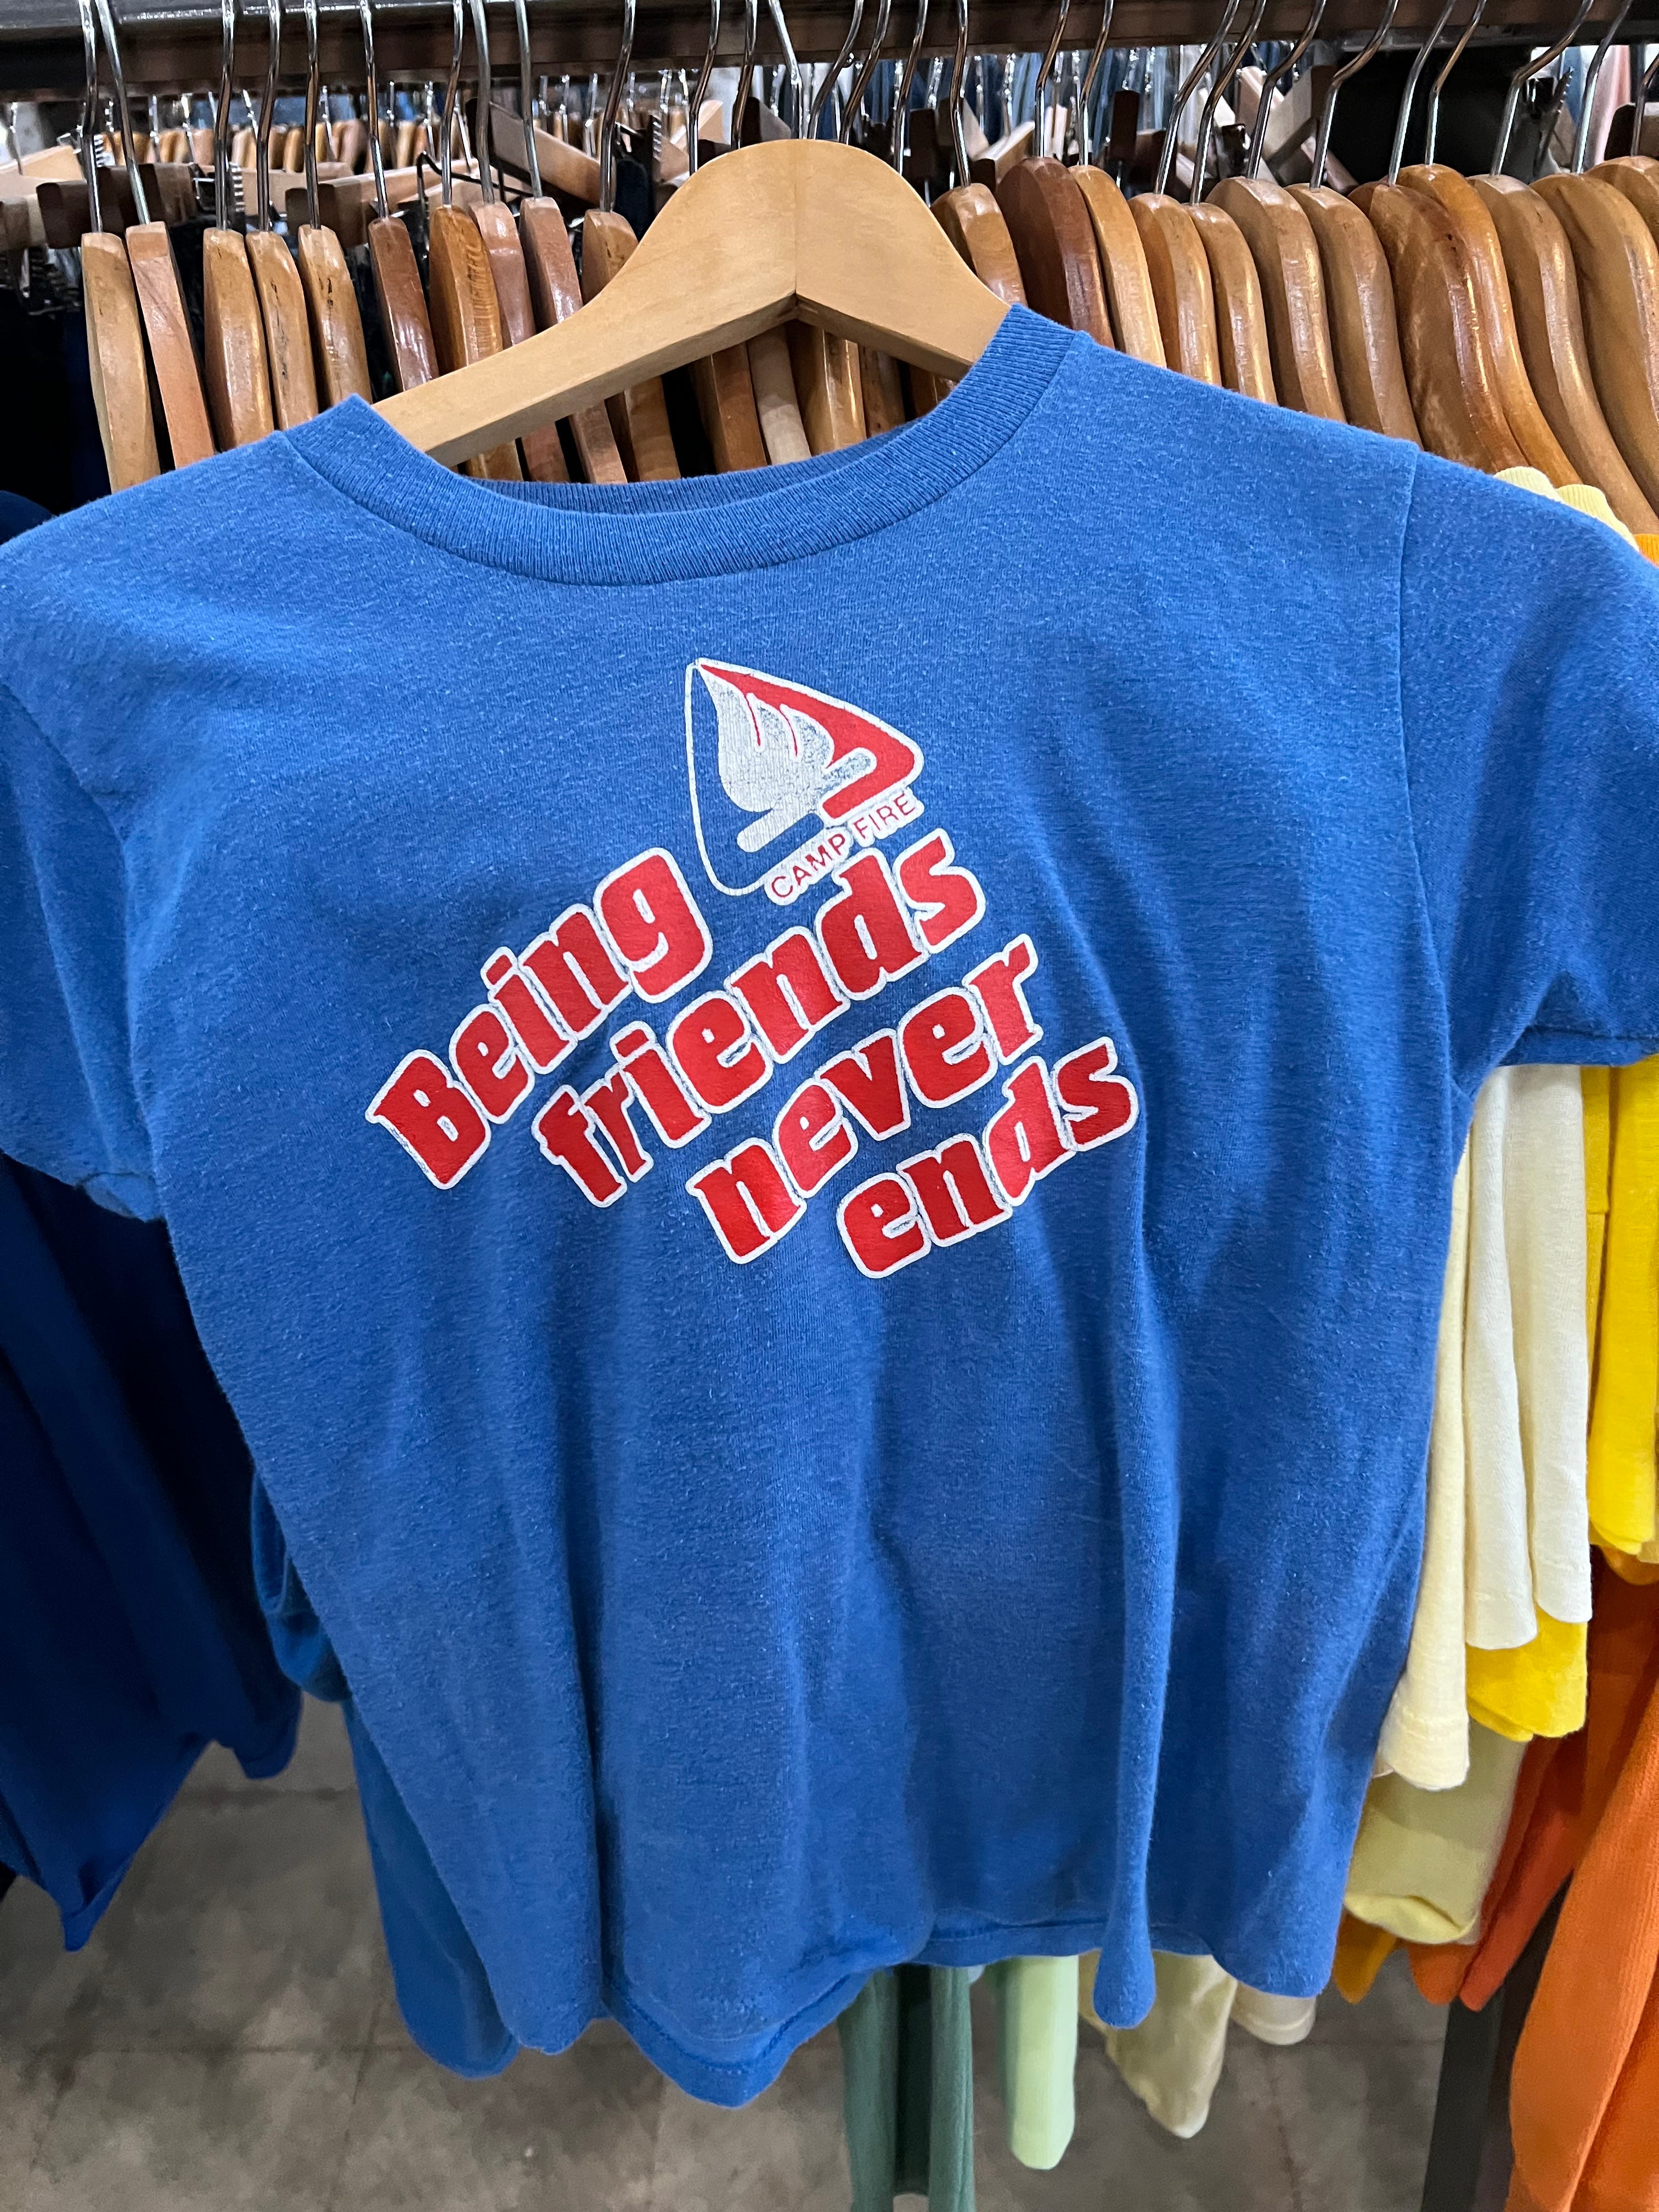 CAMP FIRE
Being
friends
never
ends